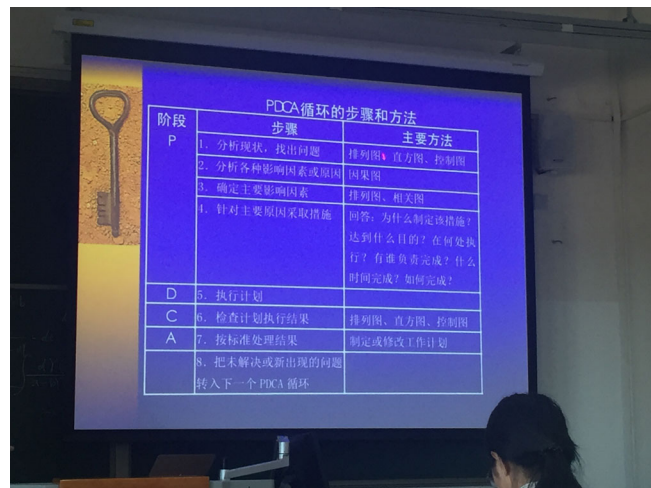 PDCA循环的步骤和方法
阶段 步骤 主要方法
P 1. 分析现状，找出问题 排列图、直方图、控制图
2. 分析各种影响因素或原因 因果图
3. 确定主要影响因素 排列图、相关图
4. 针对主要原因采取措施 回答：为什么制定该措施？
达到什么目的？在何处执
行？有谁负责完成？什么
时间完成？如何完成？
D 5. 执行计划
C 6. 检查计划执行结果 排列图、直方图、控制图
A 7. 按标准处理结果 制定或修改工作计划
8. 把未解决或新出现的问题
转入下一个 PDCA 循环